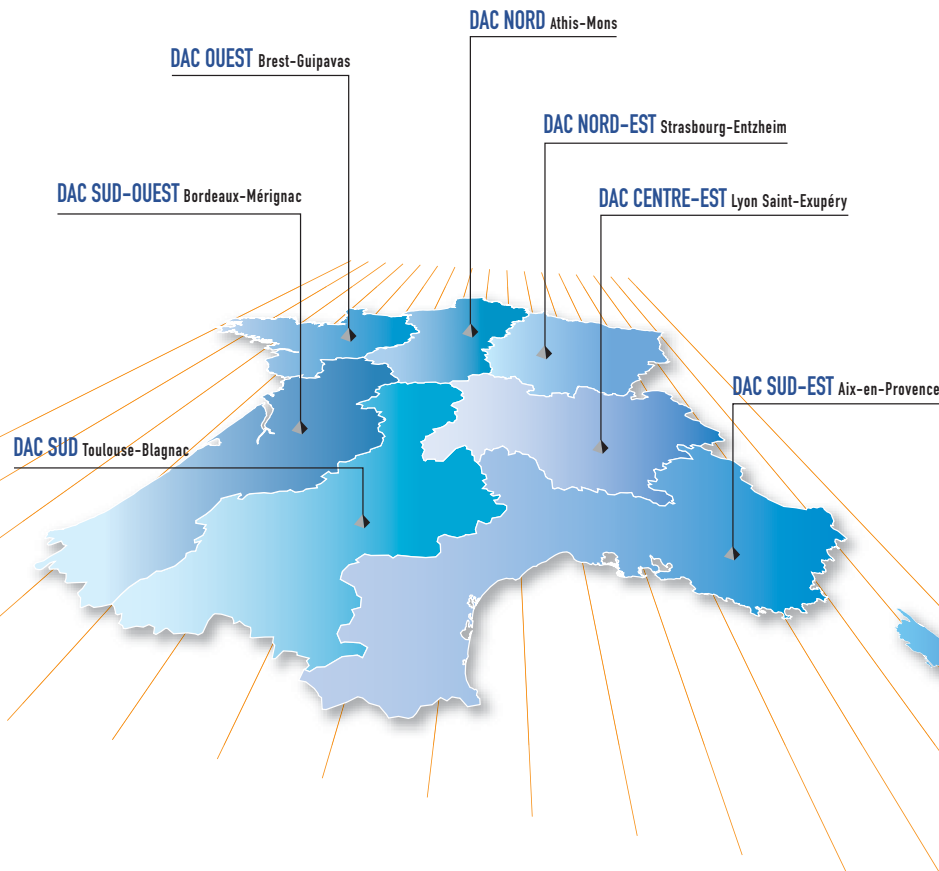 DAC NORD Athis-Mons
DAC OUEST Brest-Guipavas
DAC NORD-EST Strasbourg-Entzheim
DAC SUD-OUEST Bordeaux-Mérignac
DAC CENTRE-EST Lyon Saint-Exupéry
DAC SUD-EST Aix-en-Provence
DAC SUD Toulouse-Blagnac